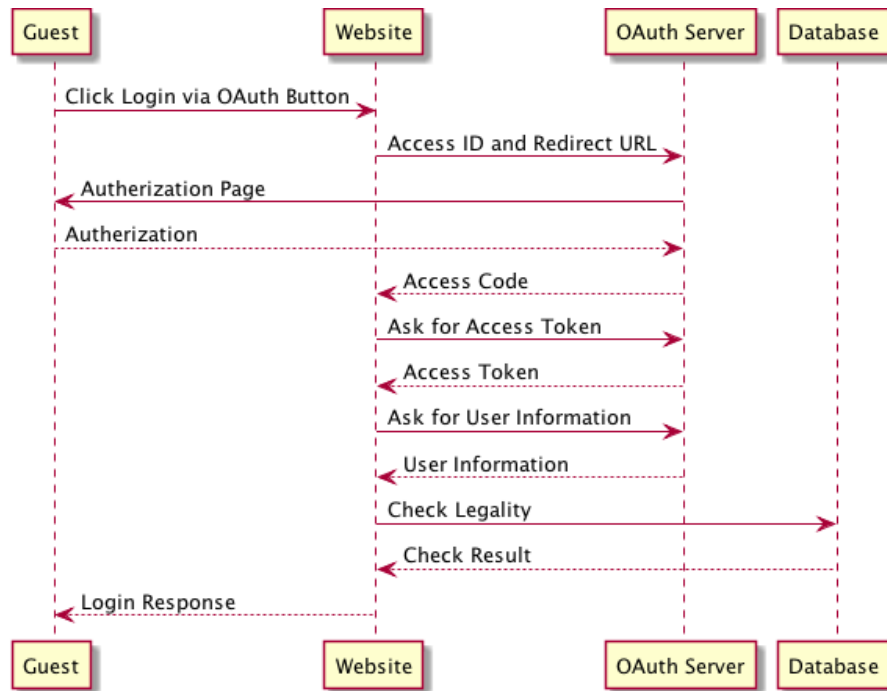 Guest Website OAuth Server Database
Click Login via OAuth Button
Access ID and Redirect URL
Autherization Page
Autherization
Access Code
Ask for Access Token
Access Token
Ask for User Information
User Information
Check Legality
Check Result
Login Response
Guest Website OAuth Server Database